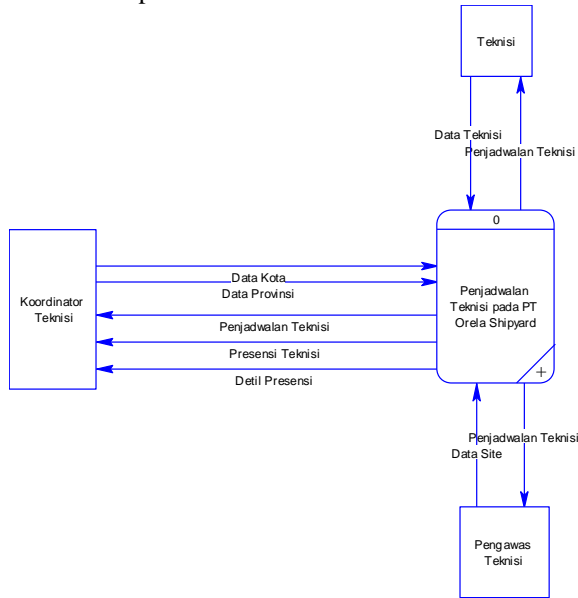 Teknisi
Data Teknisi
Penjadwalan Teknisi
0
Penjadwalan
Teknisi pada PT
Orela Shipyard
+
Koordinator
Teknisi
Data Kota
Data Provinsi
Penjadwalan Teknisi
Presensi Teknisi
Detil Presensi
Penjadwalan Teknisi
Data Site
Pengawas
Teknisi